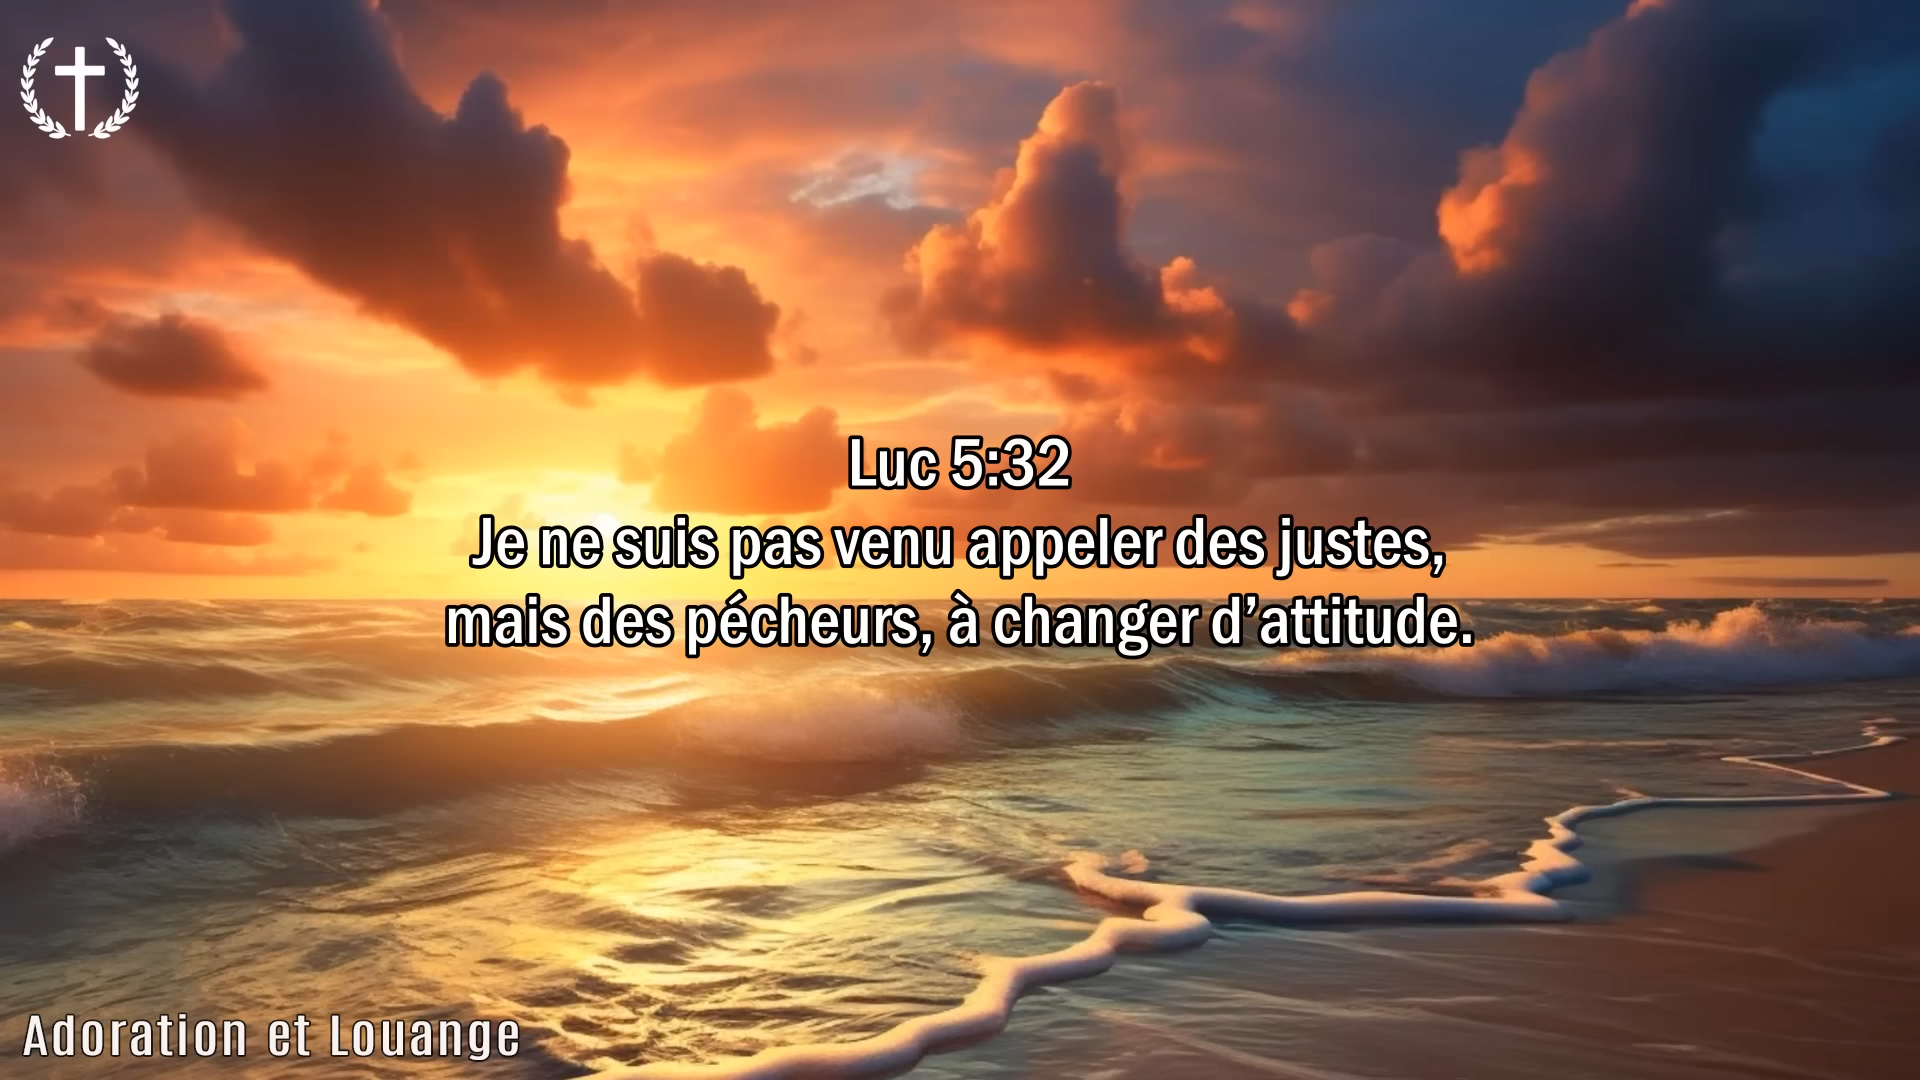 Luc 5:32
Je ne suis pas venu appeler des justes,
mais des pécheurs, à changer d’attitude.
Adoration et Louange